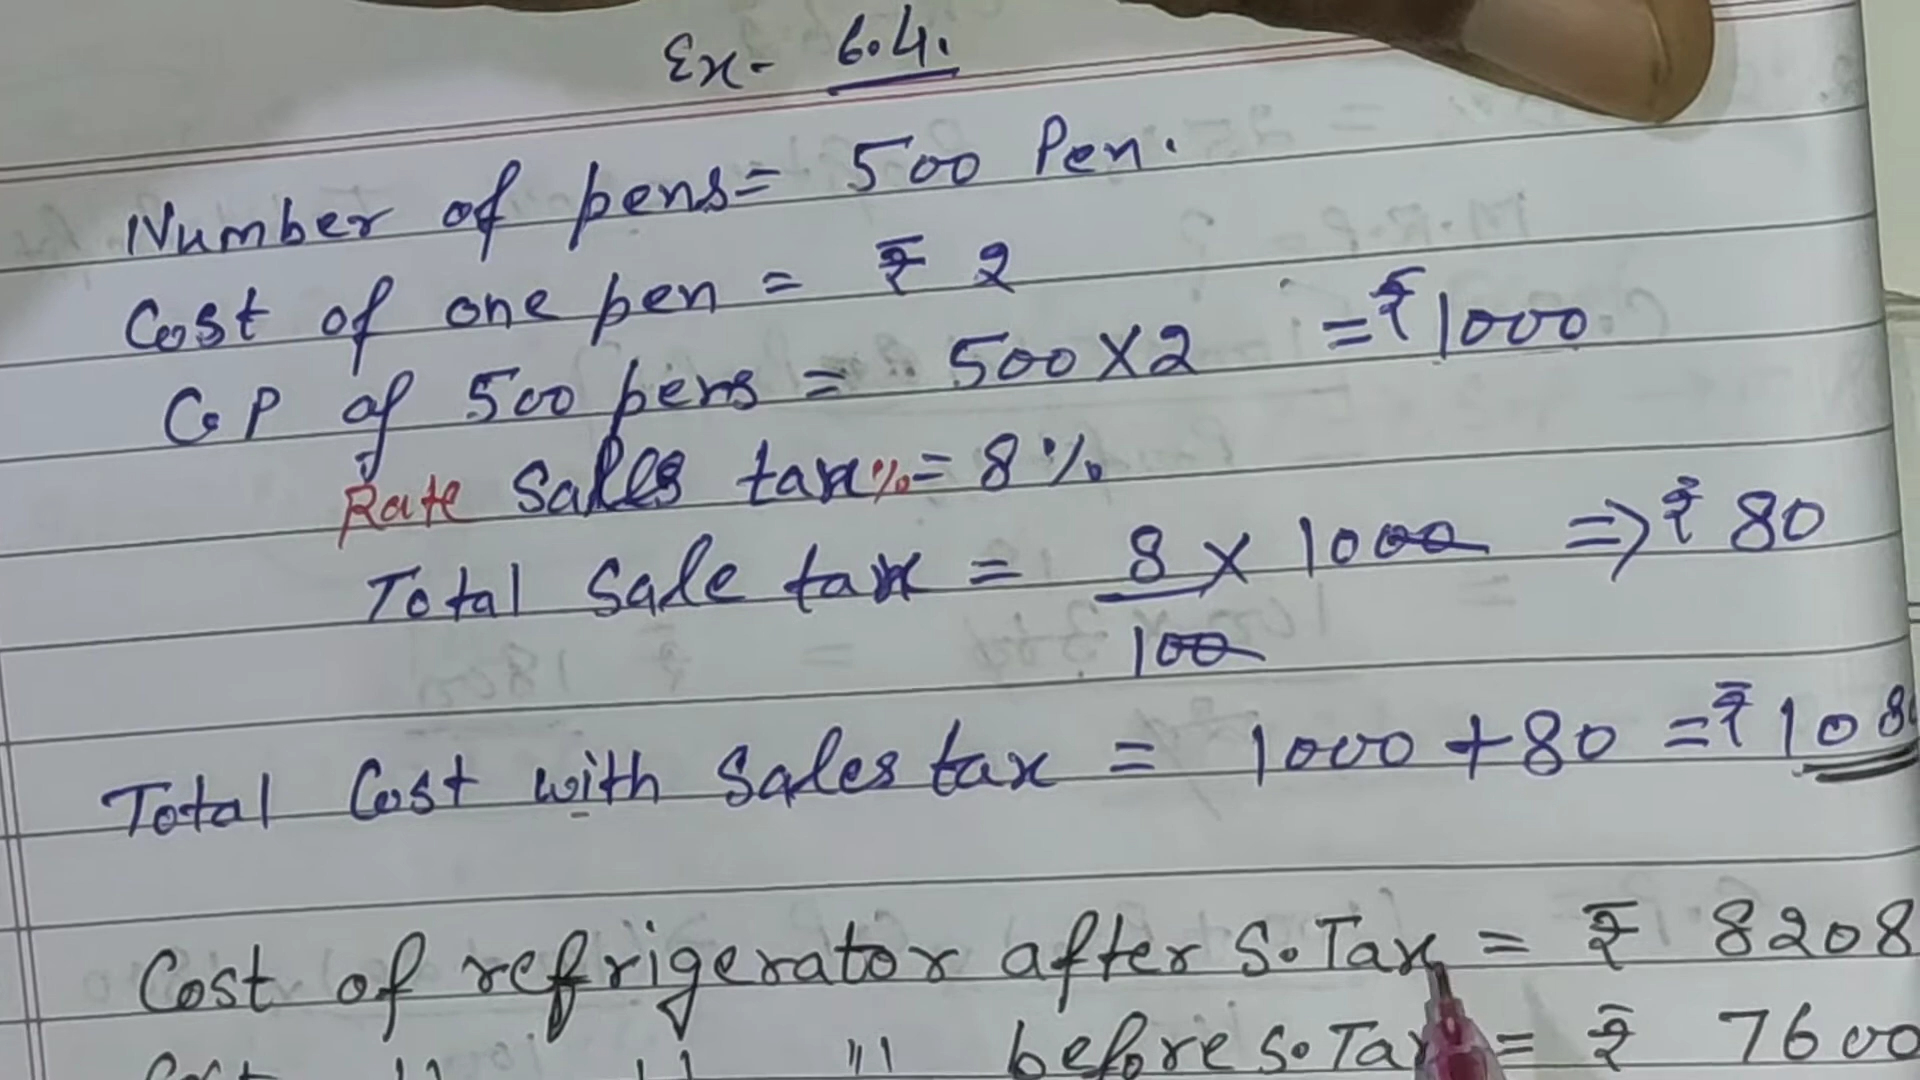 Ex- 6.4.
Number of pens = 500 Pen.
Cost of one pen = ₹ 2
C.P of 500 pens = 500 X 2 = ₹ 1000
Rate Sales tax % = 8%
Total Sale tax = 8 X 1000 / 100 => ₹ 80
Total Cost with Sales tax = 1000 + 80 = ₹ 108
Cost of refrigerator after S. Tax = ₹ 8208
Cost " " " before S. Tax = ₹ 7600